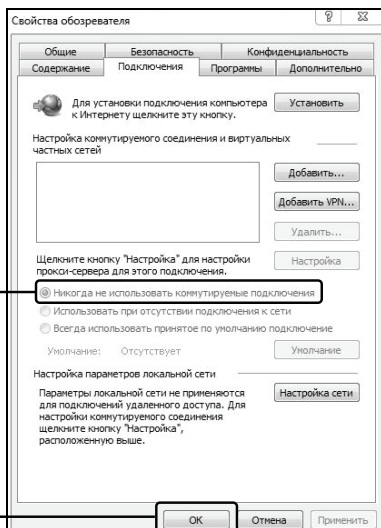 Свойства обозревателя
Общие Безопасность Конфиденциальность
Содержание Подключения Программы Дополнительно
Для установки подключения компьютера
к Интернету щелкните эту кнопку.
Установить
Настройка коммутируемого соединения и виртуальных
частных сетей
Добавить...
Добавить VPN...
Удалить...
Щелкните кнопку "Настройка" для настройки
прокси-сервера для этого подключения.
Настройка
Никогда не использовать коммутируемые подключения
Использовать при отсутствии подключения к сети
Всегда использовать принятое по умолчанию подключение
Умолчание: Отсутствует Умолчание
Настройка параметров локальной сети
Параметры локальной сети не применяются
для подключений удаленного доступа. Для
настройки коммутируемого соединения
щелкните кнопку "Настройка",
расположенную выше.
Настройка сети
ОК Отмена Применить